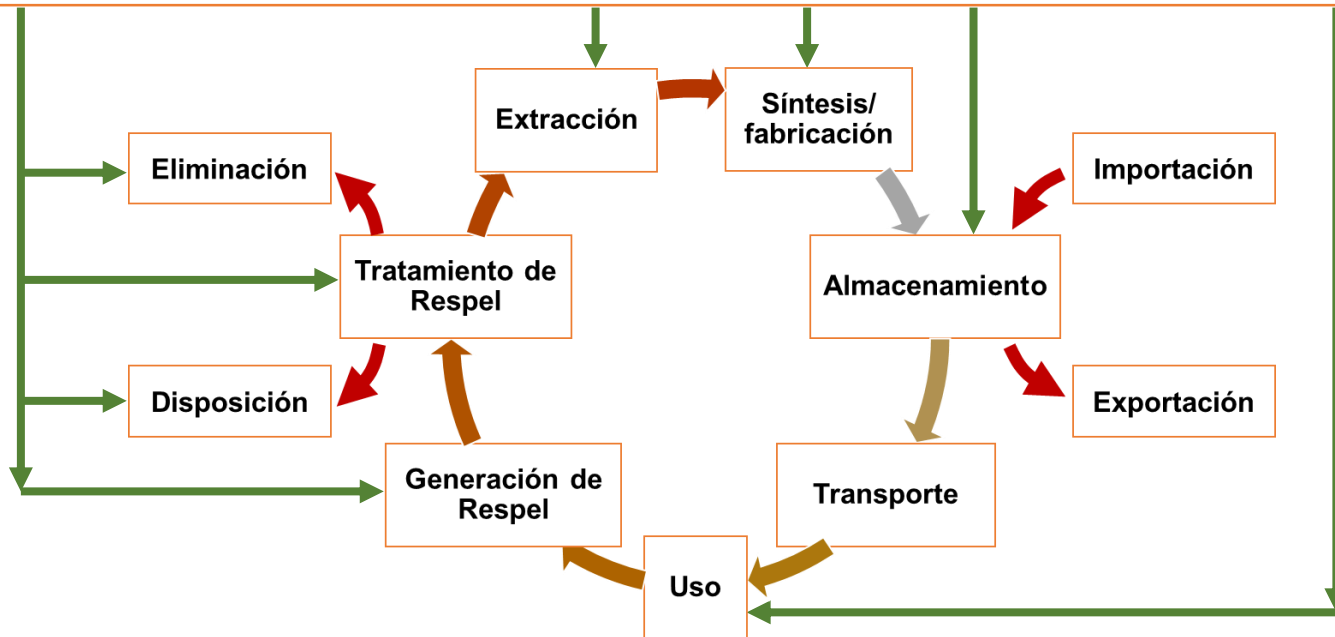 Extracción
Síntesis/
fabricación
Eliminación
Importación
Tratamiento de
Respel
Almacenamiento
Disposición
Exportación
Generación de
Respel
Transporte
Uso